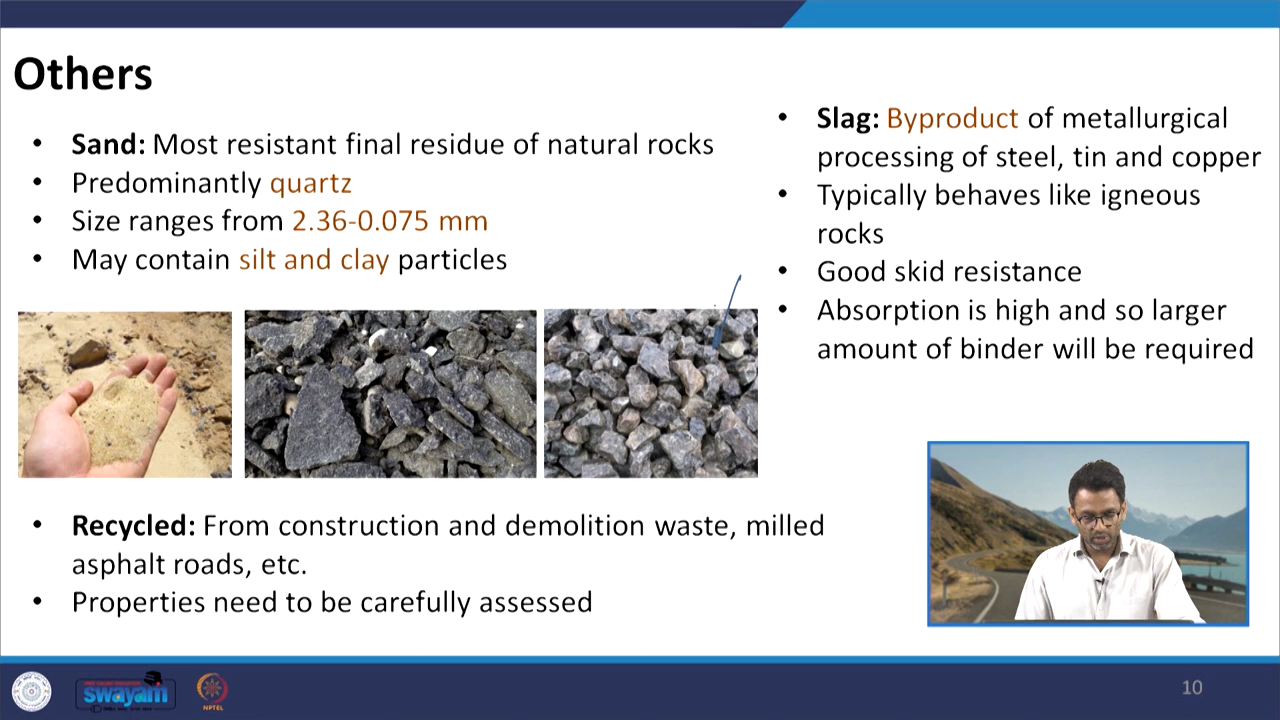 Others
• Sand: Most resistant final residue of natural rocks
• Predominantly quartz
• Size ranges from 2.36-0.075 mm
• May contain silt and clay particles
• Slag: Byproduct of metallurgical
processing of steel, tin and copper
• Typically behaves like igneous
rocks
• Good skid resistance
• Absorption is high and so larger
amount of binder will be required
• Recycled: From construction and demolition waste, milled
asphalt roads, etc.
• Properties need to be carefully assessed
swayam
NPTEL
10